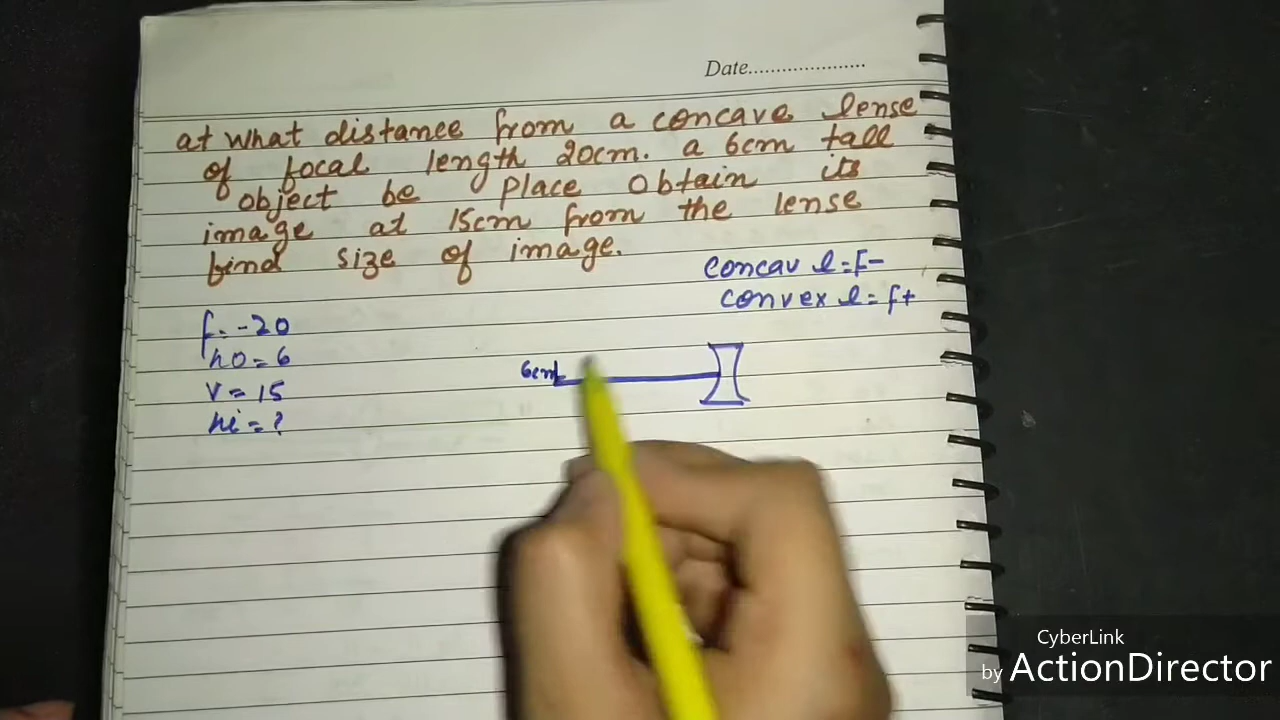 Date.....................
at what distance from a concave lense
of focal length 20cm. a 6cm tall
object be place obtain its
image at 15cm from the lense
find size of image.
concav l=f-
convex l=f+
f=-20
ho=6
v=15
hi=?
6cm
CyberLink
by ActionDirector